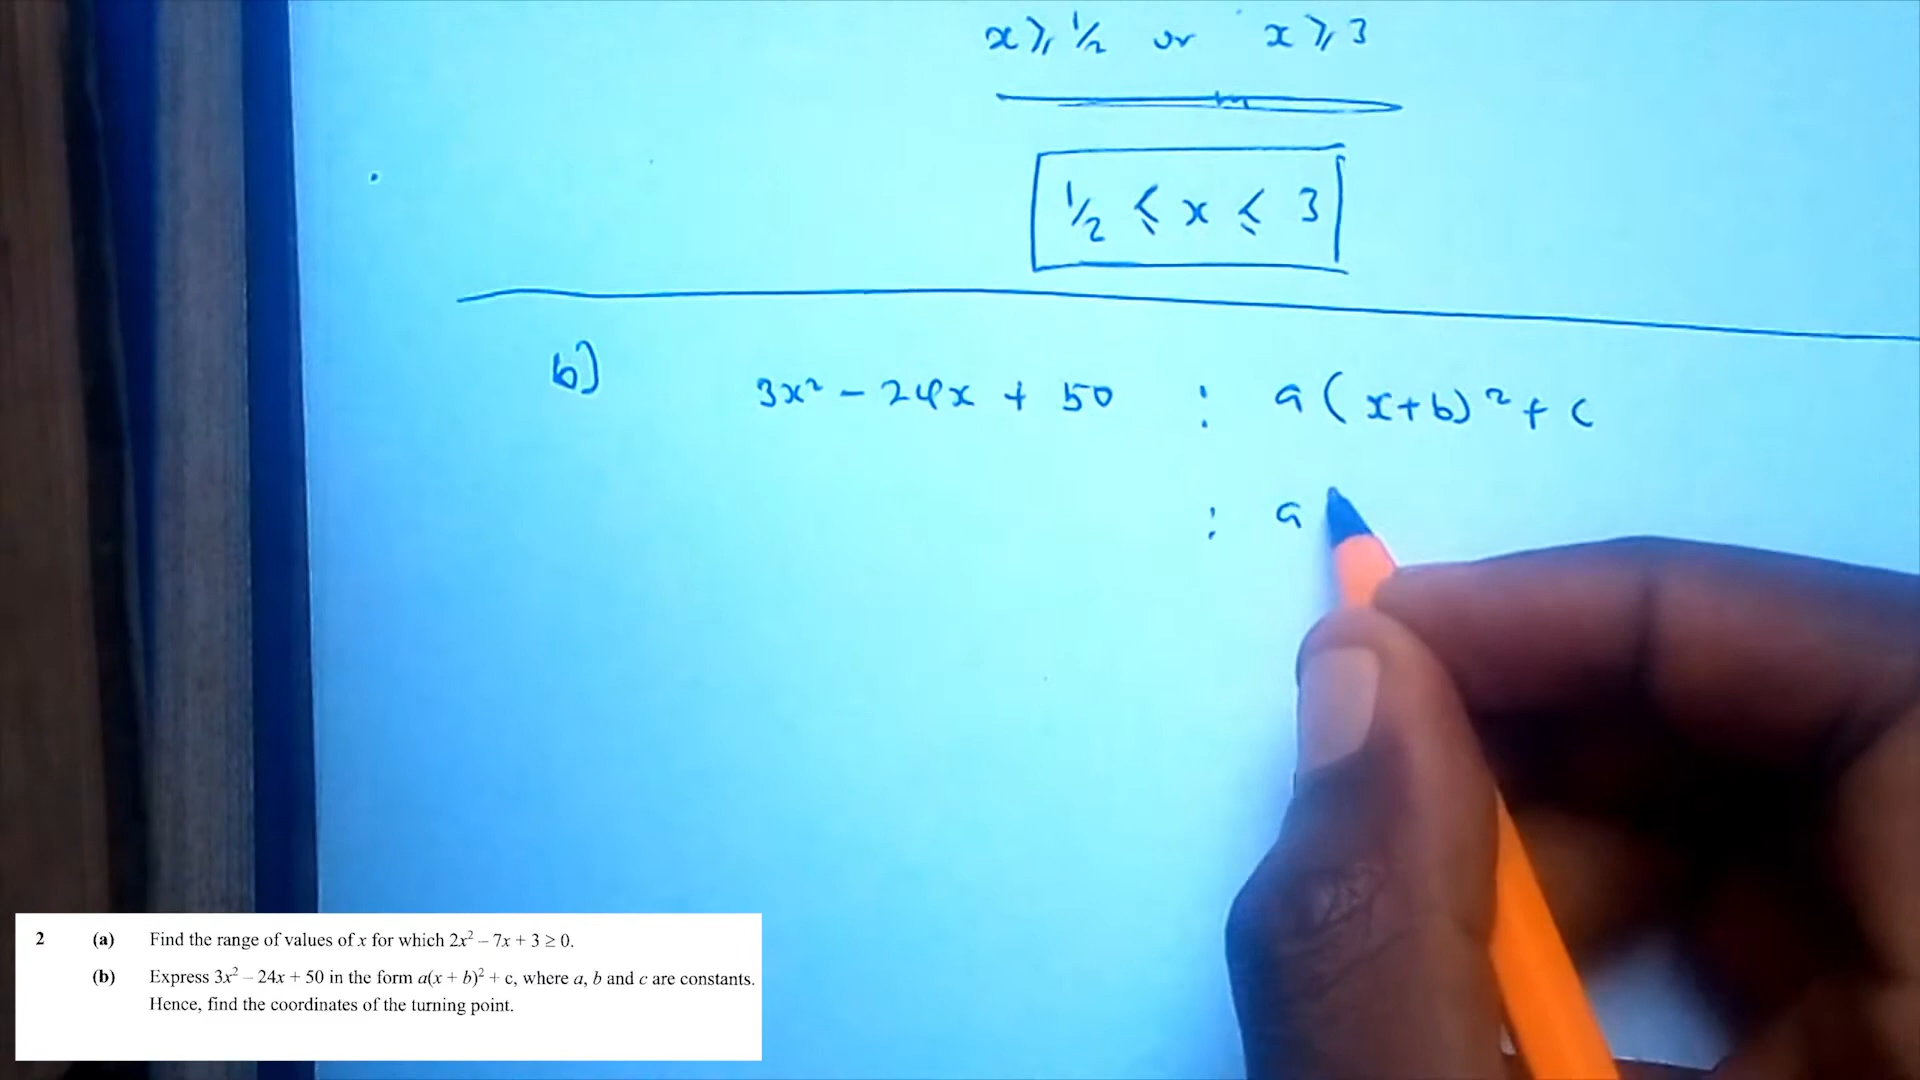 x ⩾ 1/2 or x ⩾ 3
1/2 ⩽ x ⩽ 3
b) 3x² - 24x + 50 : a(x+b)² + c
: a
2 (a) Find the range of values of x for which 2x² – 7x + 3 ≥ 0.
(b) Express 3x² – 24x + 50 in the form a(x + b)² + c, where a, b and c are constants.
Hence, find the coordinates of the turning point.